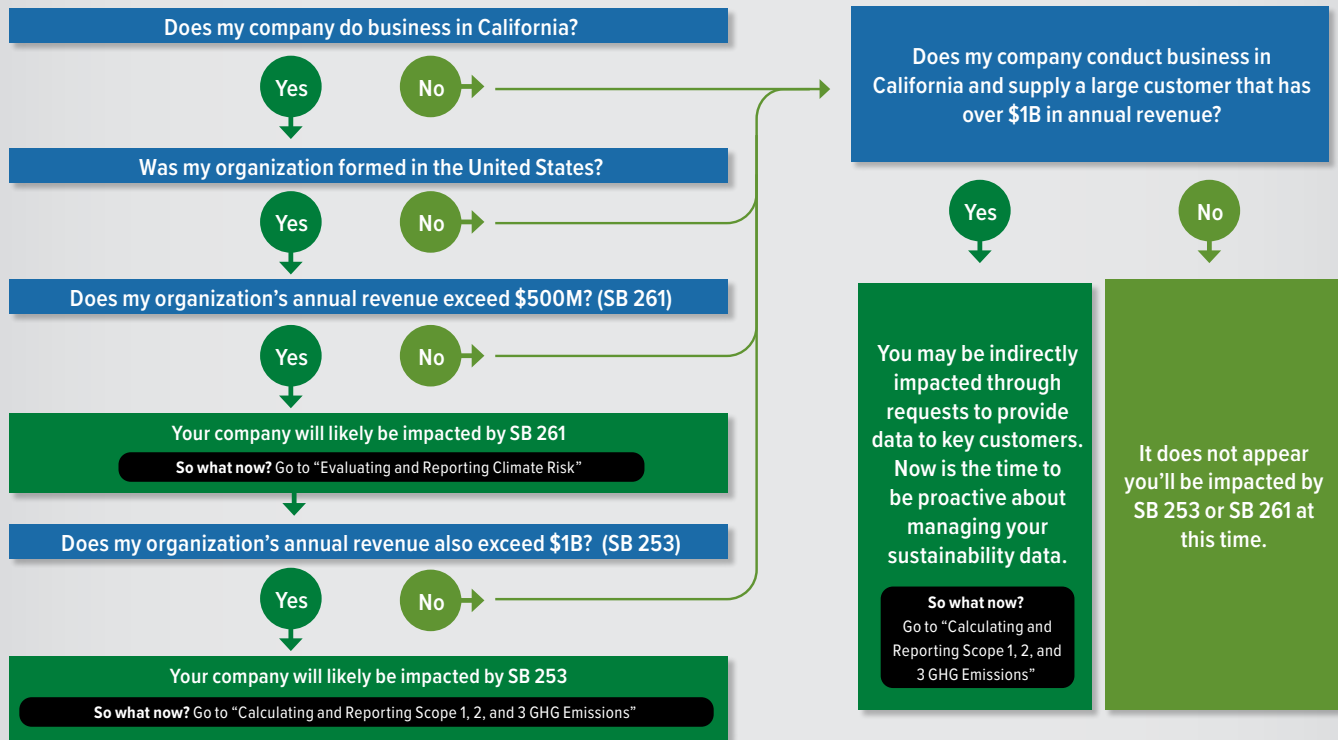 Does my company do business in California?
Yes
No
Was my organization formed in the United States?
Yes
No
Does my organization’s annual revenue exceed $500M? (SB 261)
Yes
No
Your company will likely be impacted by SB 261
So what now? Go to “Evaluating and Reporting Climate Risk”
Does my organization’s annual revenue also exceed $1B? (SB 253)
Yes
No
Your company will likely be impacted by SB 253
So what now? Go to “Calculating and Reporting Scope 1, 2, and 3 GHG Emissions”
Does my company conduct business in
California and supply a large customer that has
over $1B in annual revenue?
Yes
No
You may be indirectly
impacted through
requests to provide
data to key customers.
Now is the time to
be proactive about
managing your
sustainability data.
So what now?
Go to “Calculating and
Reporting Scope 1, 2, and
3 GHG Emissions”
It does not appear
you’ll be impacted by
SB 253 or SB 261 at
this time.